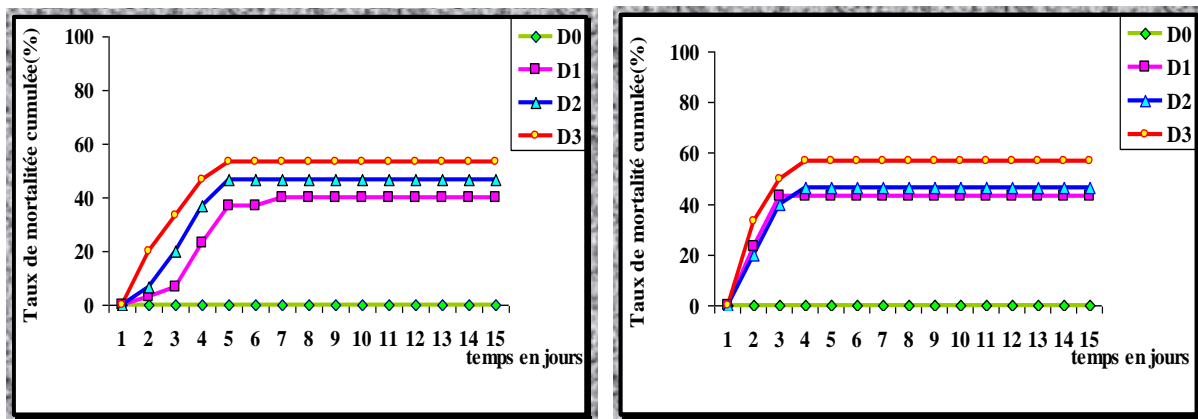 Taux de mortalitée cumulée(%)
100
80
60
40
20
0
1 2 3 4 5 6 7 8 9 10 11 12 13 14 15
temps en jours
D0
D1
D2
D3
Taux de mortalité cumulée(%)
100
80
60
40
20
0
1 2 3 4 5 6 7 8 9 10 11 12 13 14 15
temps en jours
D0
D1
D2
D3